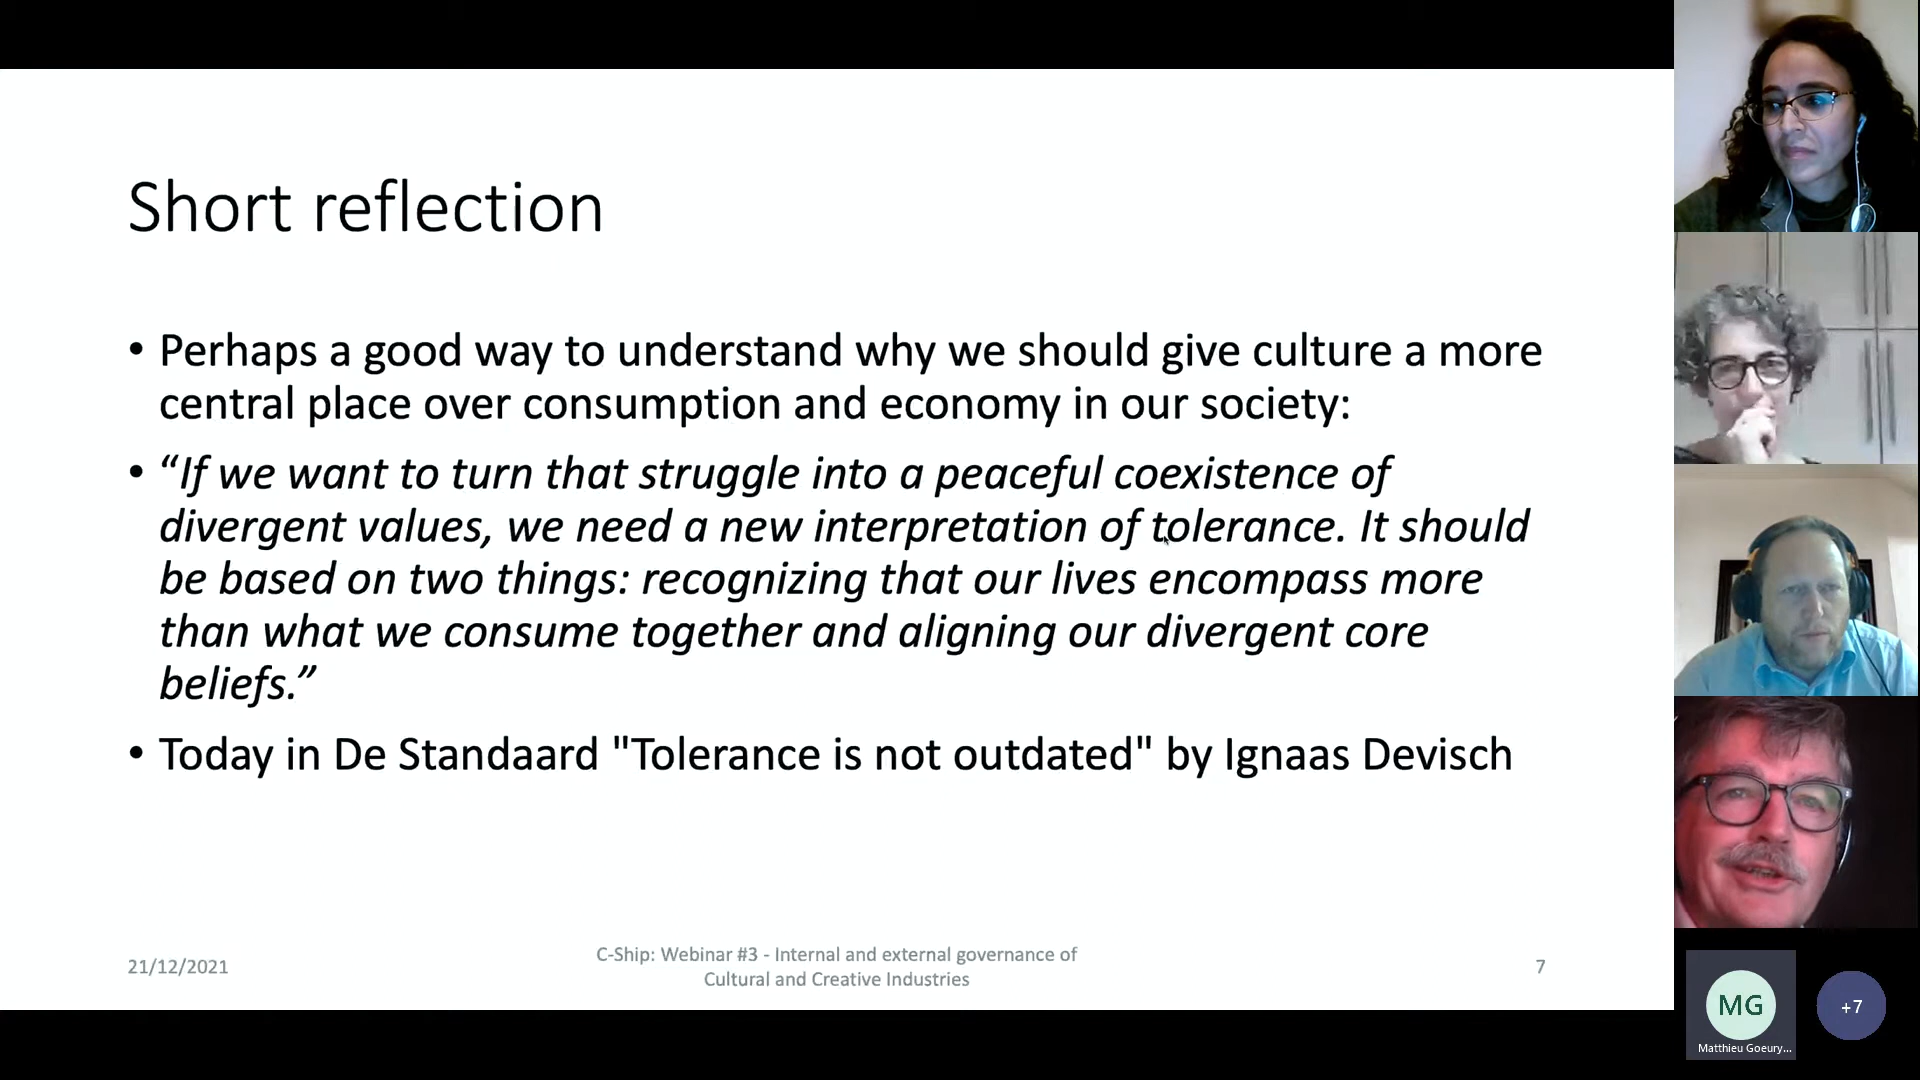 Short reflection
• Perhaps a good way to understand why we should give culture a more
central place over consumption and economy in our society:
• “If we want to turn that struggle into a peaceful coexistence of
divergent values, we need a new interpretation of tolerance. It should
be based on two things: recognizing that our lives encompass more
than what we consume together and aligning our divergent core
beliefs.”
• Today in De Standaard "Tolerance is not outdated" by Ignaas Devisch
21/12/2021
C-Ship: Webinar #3 - Internal and external governance of
Cultural and Creative Industries
7
MG
Matthieu Goeury...
+7